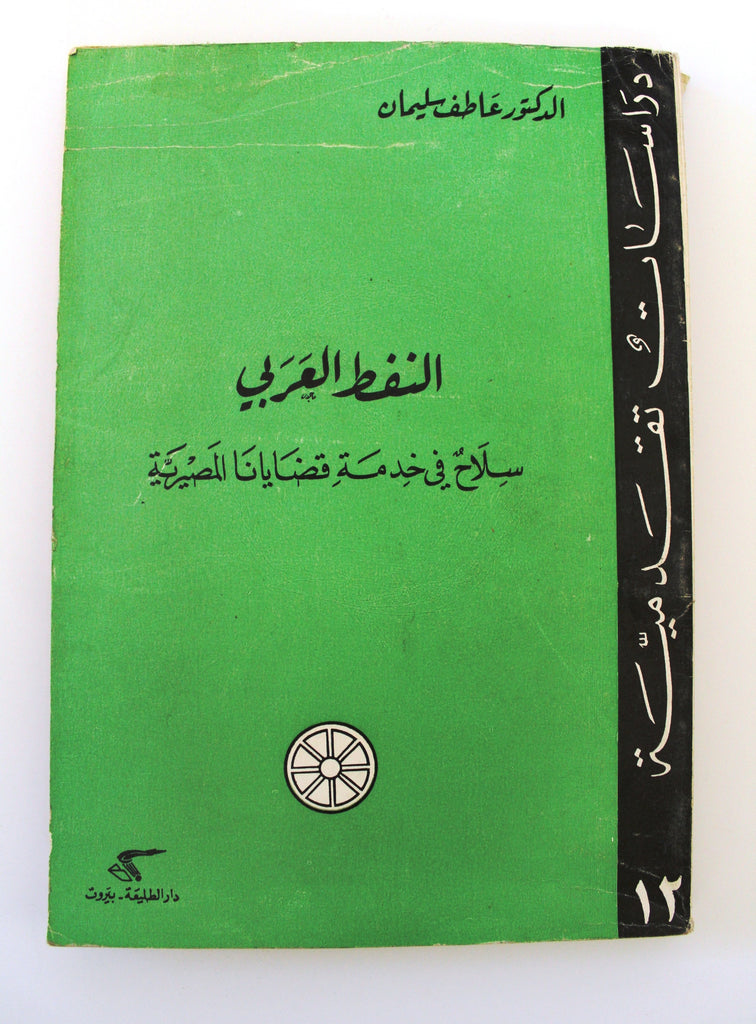 الدكتور عاطف سليمان
النفط العربي
سلاح في خدمة قضايانا المصيرية
دار الطليعة - بيروت
دراسات تقدمية
١٢